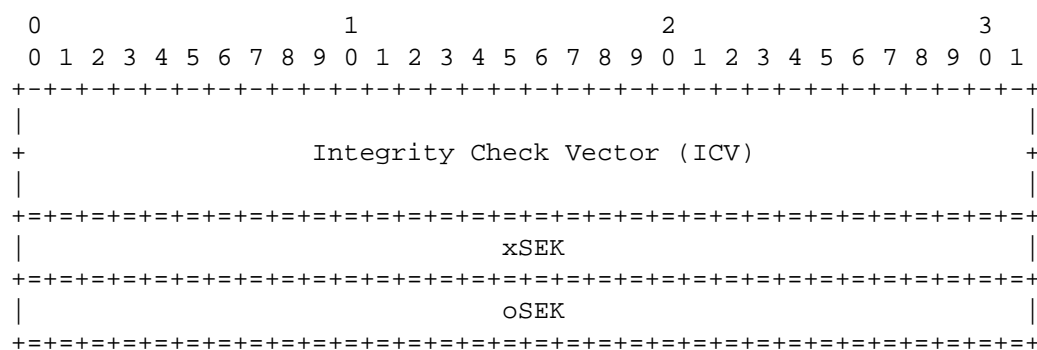 0                   1                   2                   3
 0 1 2 3 4 5 6 7 8 9 0 1 2 3 4 5 6 7 8 9 0 1 2 3 4 5 6 7 8 9 0 1
+-+-+-+-+-+-+-+-+-+-+-+-+-+-+-+-+-+-+-+-+-+-+-+-+-+-+-+-+-+-+-+-+
|                                                               |
+                  Integrity Check Vector (ICV)                 +
|                                                               |
+=+=+=+=+=+=+=+=+=+=+=+=+=+=+=+=+=+=+=+=+=+=+=+=+=+=+=+=+=+=+=+=+
|                              xSEK                             |
+=+=+=+=+=+=+=+=+=+=+=+=+=+=+=+=+=+=+=+=+=+=+=+=+=+=+=+=+=+=+=+=+
|                              oSEK                             |
+=+=+=+=+=+=+=+=+=+=+=+=+=+=+=+=+=+=+=+=+=+=+=+=+=+=+=+=+=+=+=+=+